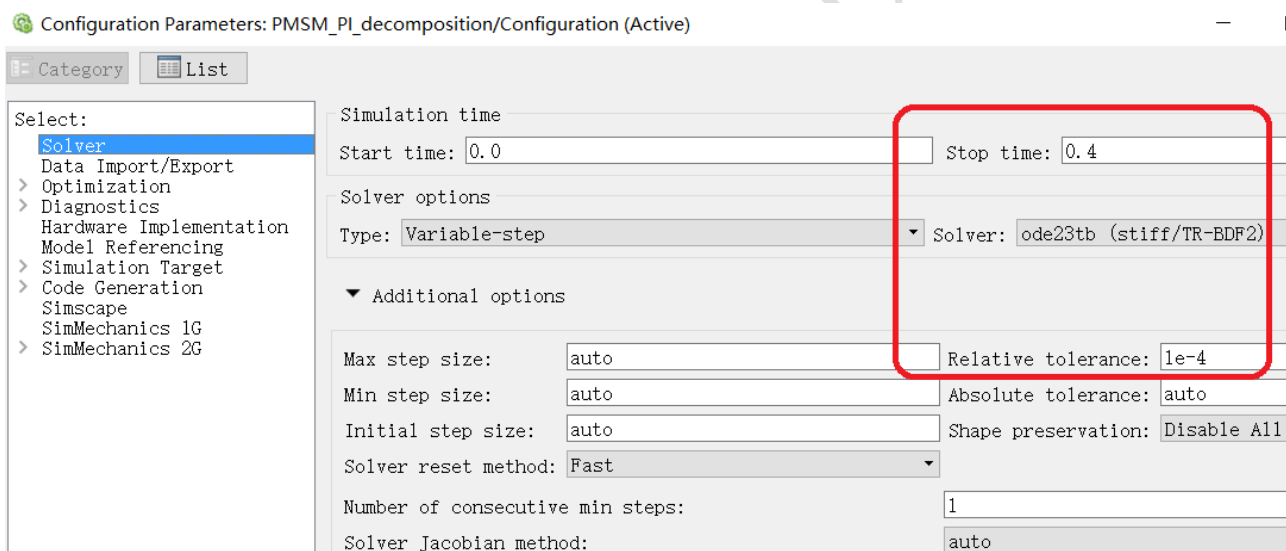 Configuration Parameters: PMSM_PI_decomposition/Configuration (Active)
Category List
Select:
Solver
Data Import/Export
Optimization
Diagnostics
Hardware Implementation
Model Referencing
Simulation Target
Code Generation
Simscape
SimMechanics 1G
SimMechanics 2G
Simulation time
Start time: 0.0 Stop time: 0.4
Solver options
Type: Variable-step Solver: ode23tb (stiff/TR-BDF2)
Additional options
Max step size: auto Relative tolerance: 1e-4
Min step size: auto Absolute tolerance: auto
Initial step size: auto Shape preservation: Disable All
Solver reset method: Fast
Number of consecutive min steps: 1
Solver Jacobian method: auto